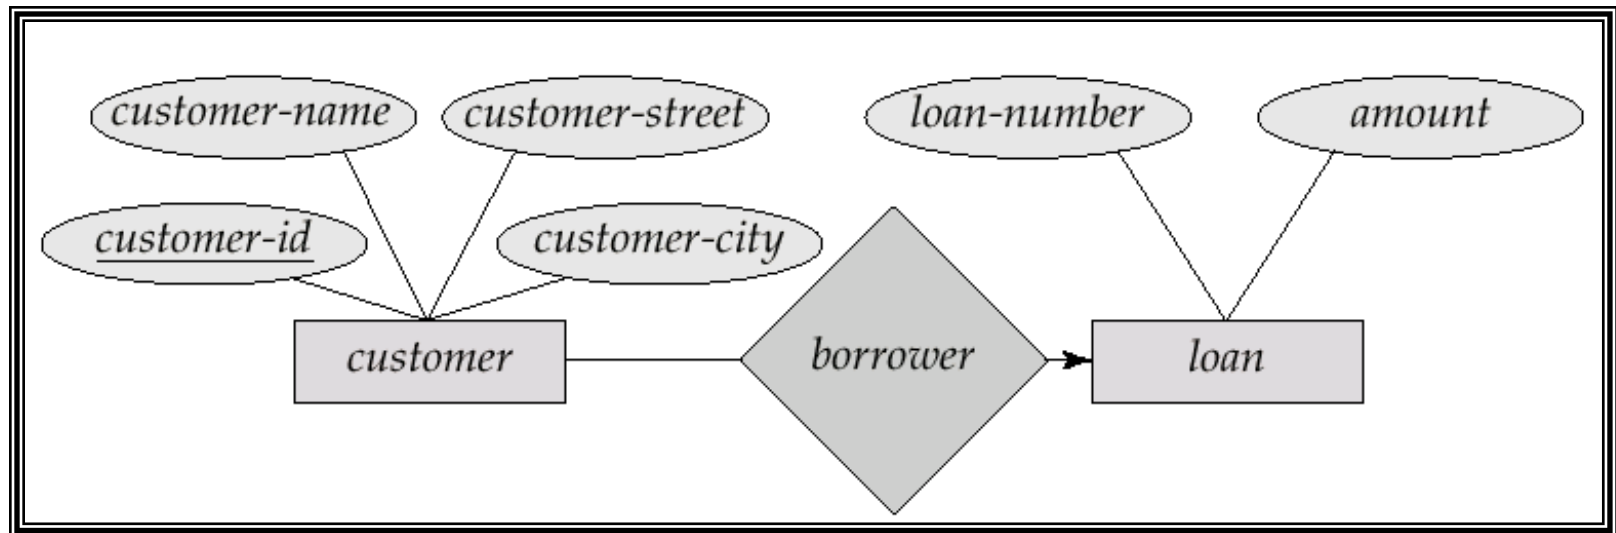 customer-name
customer-street
loan-number
amount
customer-id
customer-city
customer
borrower
loan